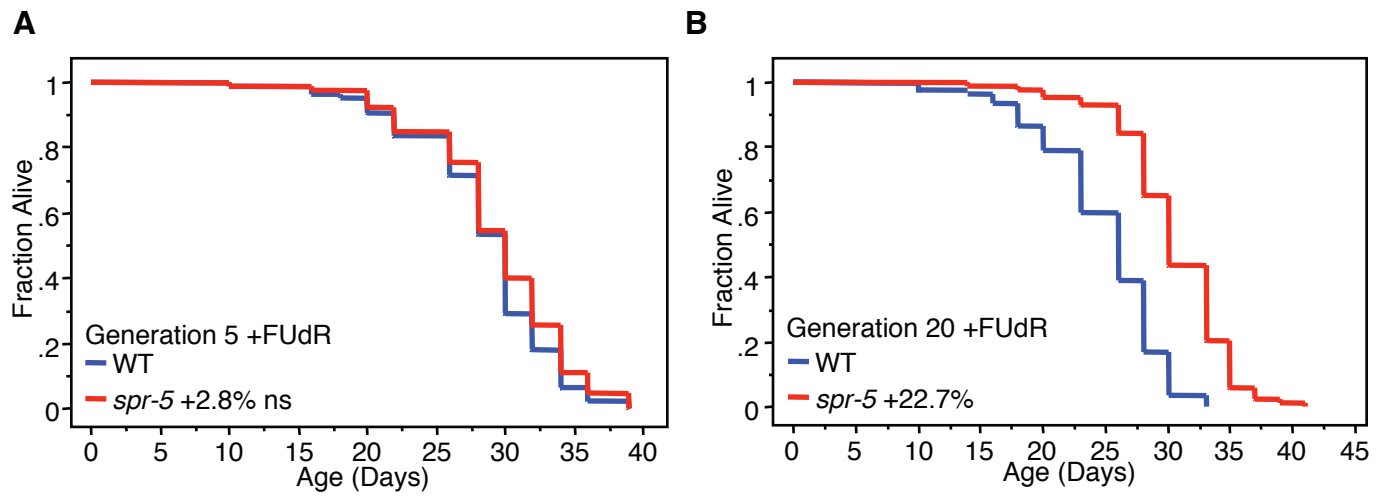 A
Fraction Alive
1
.8
.6
.4
.2
0
Generation 5 +FUdR
WT
spr-5 +2.8% ns
0 5 10 15 20 25 30 35 40
Age (Days)
B
Fraction Alive
1
.8
.6
.4
.2
0
Generation 20 +FUdR
WT
spr-5 +22.7%
0 5 10 15 20 25 30 35 40 45
Age (Days)